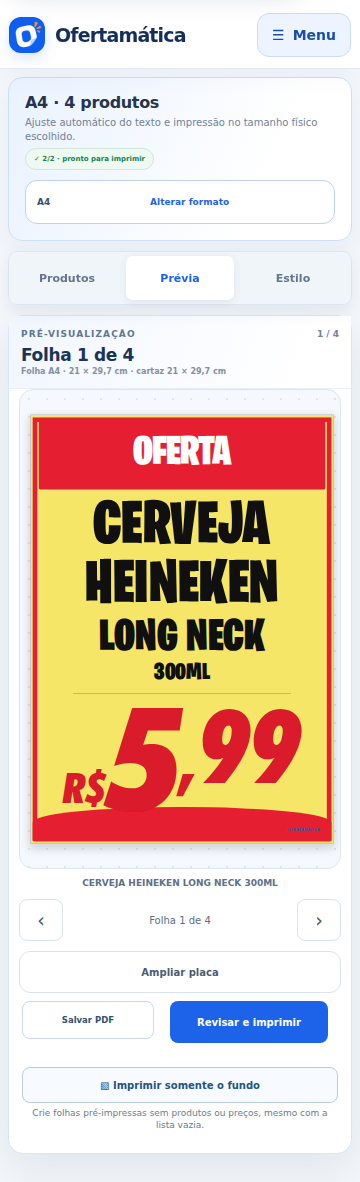 Ofertamática
☰ Menu
A4 · 4 produtos
Ajuste automático do texto e impressão no tamanho físico
escolhido.
✓ 2/2 · pronto para imprimir
A4 Alterar formato
Produtos Prévia Estilo
PRÉ-VISUALIZAÇÃO 1 / 4
Folha 1 de 4
Folha A4 · 21 × 29,7 cm · cartaz 21 × 29,7 cm
OFERTA
CERVEJA
HEINEKEN
LONG NECK
300ML
R$5,99
CERVEJA HEINEKEN LONG NECK 300ML
‹ Folha 1 de 4 ›
Ampliar placa
Salvar PDF Revisar e imprimir
▧ Imprimir somente o fundo
Crie folhas pré-impressas sem produtos ou preços, mesmo com a
lista vazia.